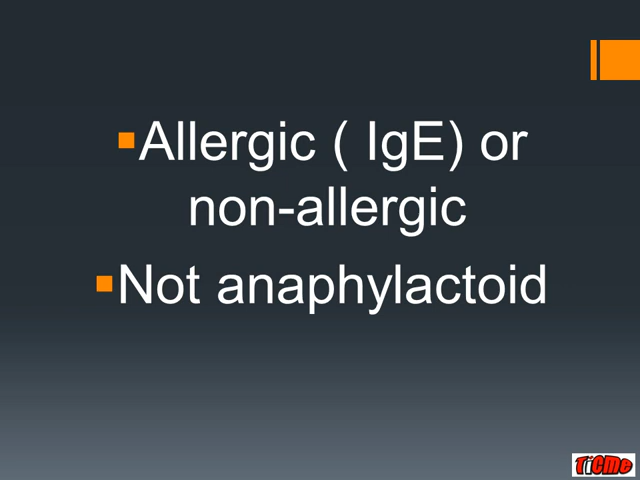 ▪Allergic ( IgE) or
non-allergic
▪Not anaphylactoid
TiCMe